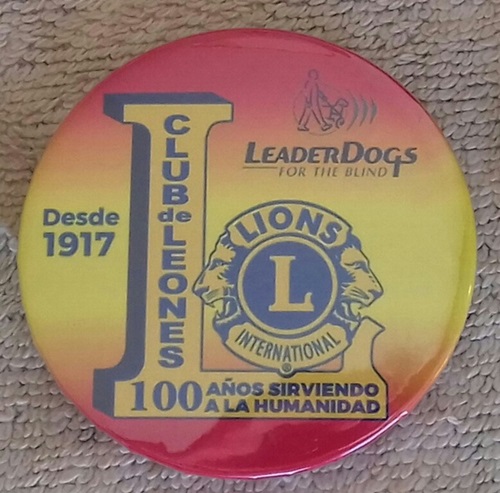 LEADERDOGS
FOR THE BLIND
Desde
1917
CLUB de LEONES
LIONS
L
INTERNATIONAL
®
100 AÑOS SIRVIENDO
A LA HUMANIDAD